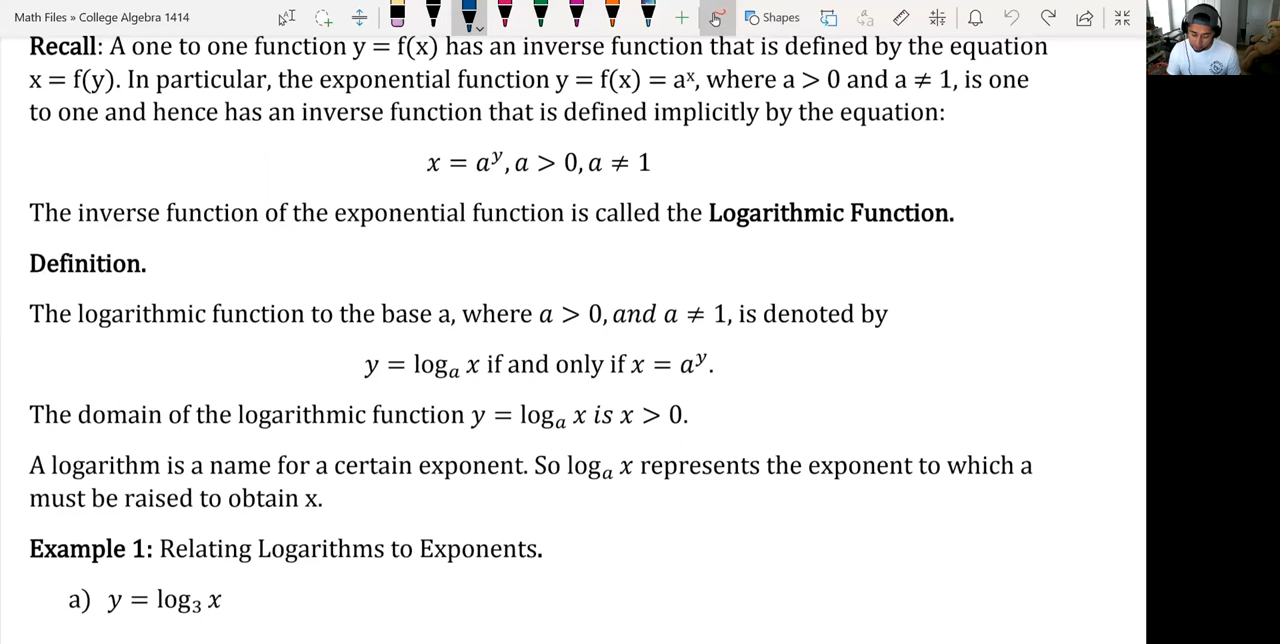 Math Files » College Algebra 1414
Shapes
Recall: A one to one function y = f(x) has an inverse function that is defined by the equation
x = f(y). In particular, the exponential function y = f(x) = aˣ, where a > 0 and a ≠ 1, is one
to one and hence has an inverse function that is defined implicitly by the equation:
x = aʸ, a > 0, a ≠ 1
The inverse function of the exponential function is called the Logarithmic Function.
Definition.
The logarithmic function to the base a, where a > 0, and a ≠ 1, is denoted by
y = logₐ x if and only if x = aʸ.
The domain of the logarithmic function y = logₐ x is x > 0.
A logarithm is a name for a certain exponent. So logₐ x represents the exponent to which a
must be raised to obtain x.
Example 1: Relating Logarithms to Exponents.
a) y = log₃ x